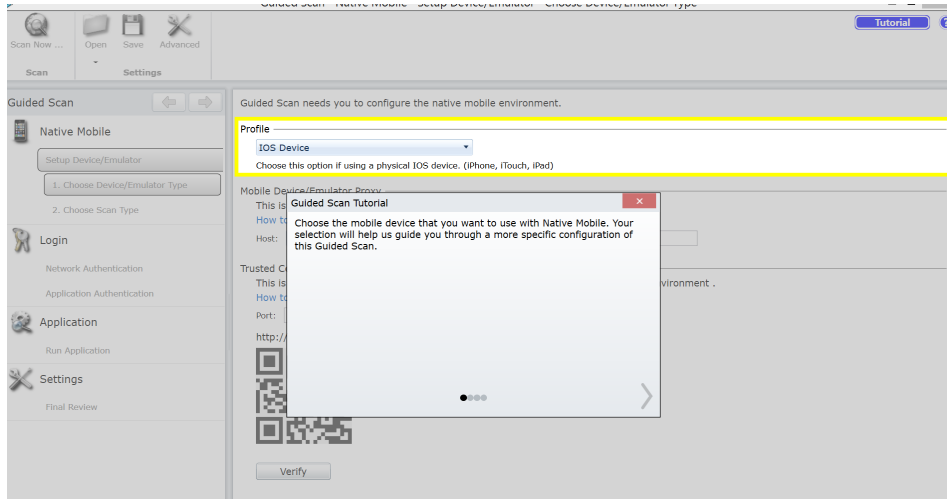 Guided Scan - Native Mobile - Setup Device/Emulator - Choose Device/Emulator Type
Tutorial
Scan Now ...
Open
Save
Advanced
Scan
Settings
Guided Scan
Native Mobile
Setup Device/Emulator
1. Choose Device/Emulator Type
2. Choose Scan Type
Login
Network Authentication
Application Authentication
Application
Run Application
Settings
Final Review
Guided Scan needs you to configure the native mobile environment.
Profile
IOS Device
Choose this option if using a physical IOS device. (iPhone, iTouch, iPad)
Mobile Device/Emulator Proxy
This is
How to
Host:
Trusted
This is
vironment .
How to
Port:
http://
Verify
Guided Scan Tutorial
Choose the mobile device that you want to use with Native Mobile. Your
selection will help us guide you through a more specific configuration of
this Guided Scan.